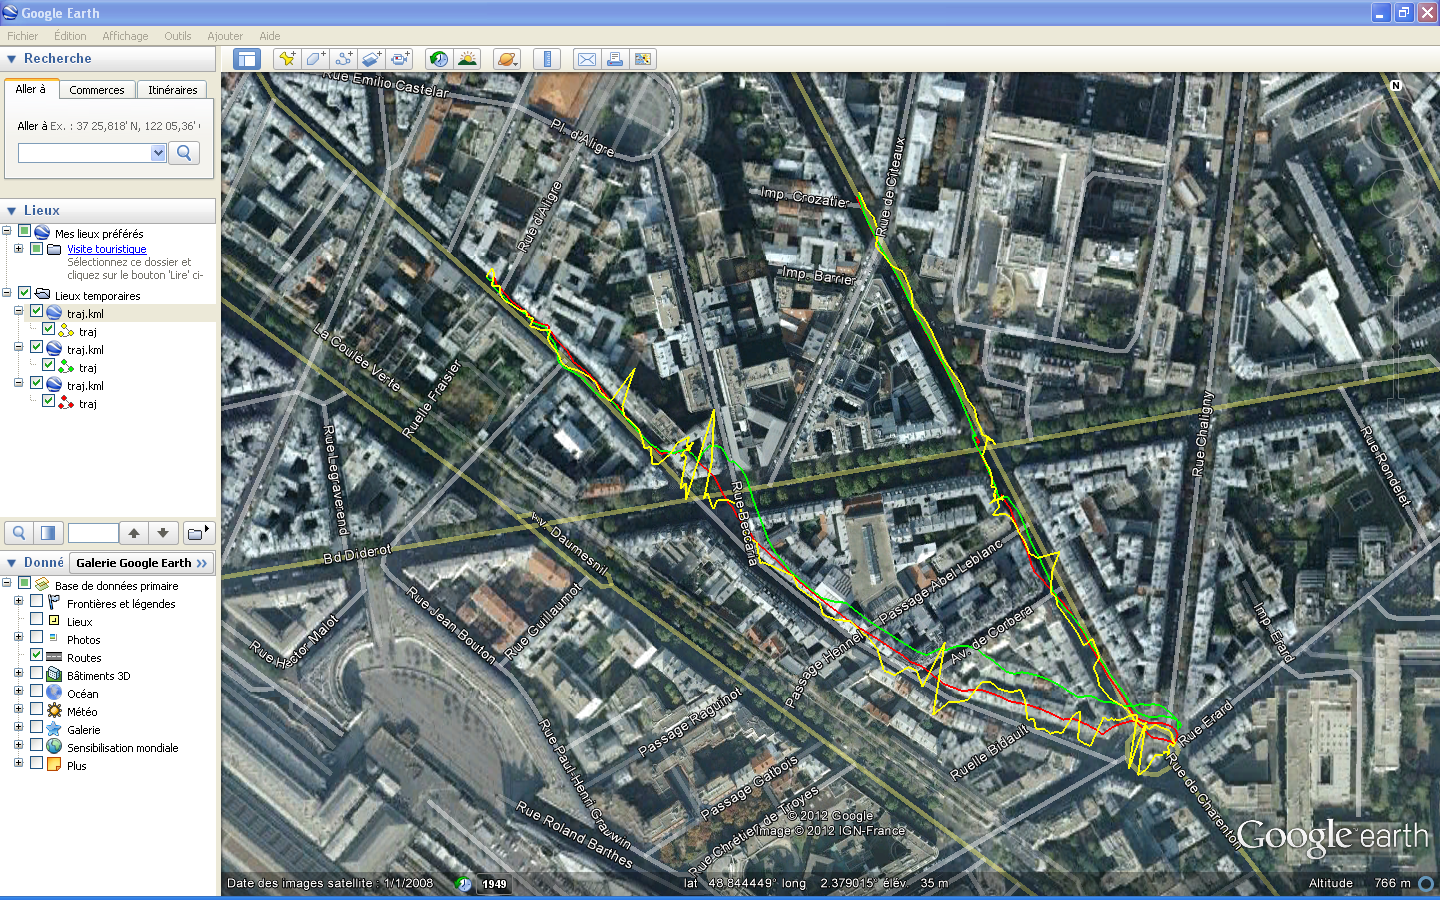 Google Earth
Fichier Édition Affichage Outils Ajouter Aide
Recherche
Aller à Commerces Itinéraires
Aller à Ex. : 37 25,818' N, 122 05,36'
Lieux
Mes lieux préférés
Visite touristique
Sélectionnez ce dossier et
cliquez sur le bouton 'Lire' ci-
Lieux temporaires
traj.kml
traj
traj.kml
traj
traj.kml
traj
Donné
Galerie Google Earth >>
Base de données primaire
Frontières et légendes
Lieux
Photos
Routes
Bâtiments 3D
Océan
Météo
Galerie
Sensibilisation mondiale
Plus
N
Rue Emilio Castelar
Pl. d'Aligre
Rue d'Aligre
Imp. Crozatier
Rue de Cîteaux
Imp. Barrier
La Coulée Verte
Ruelle Fraisier
Rue Legraverend
Rue Chaligny
Rue Rondelet
Rue Beccaria
Bd Diderot
Av. Daumesnil
Passage Abel Leblanc
Av. de Corbera
Rue Jean Bouton
Rue Guillaumot
Rue Hector Malot
Passage Hennel
Imp. Erard
Passage Raguinot
Ruelle Bidault
Rue Erard
Rue de Charenton
Rue Paul-Henri Grauwin
Passage Gatbois
Rue Chrétien de Troyes
Rue Roland Barthes
© 2012 Google
Image © 2012 IGN-France
Google earth
Date des images satellite : 1/1/2008 1949 lat 48.844449° long 2.379015° élév. 35 m Altitude 766 m